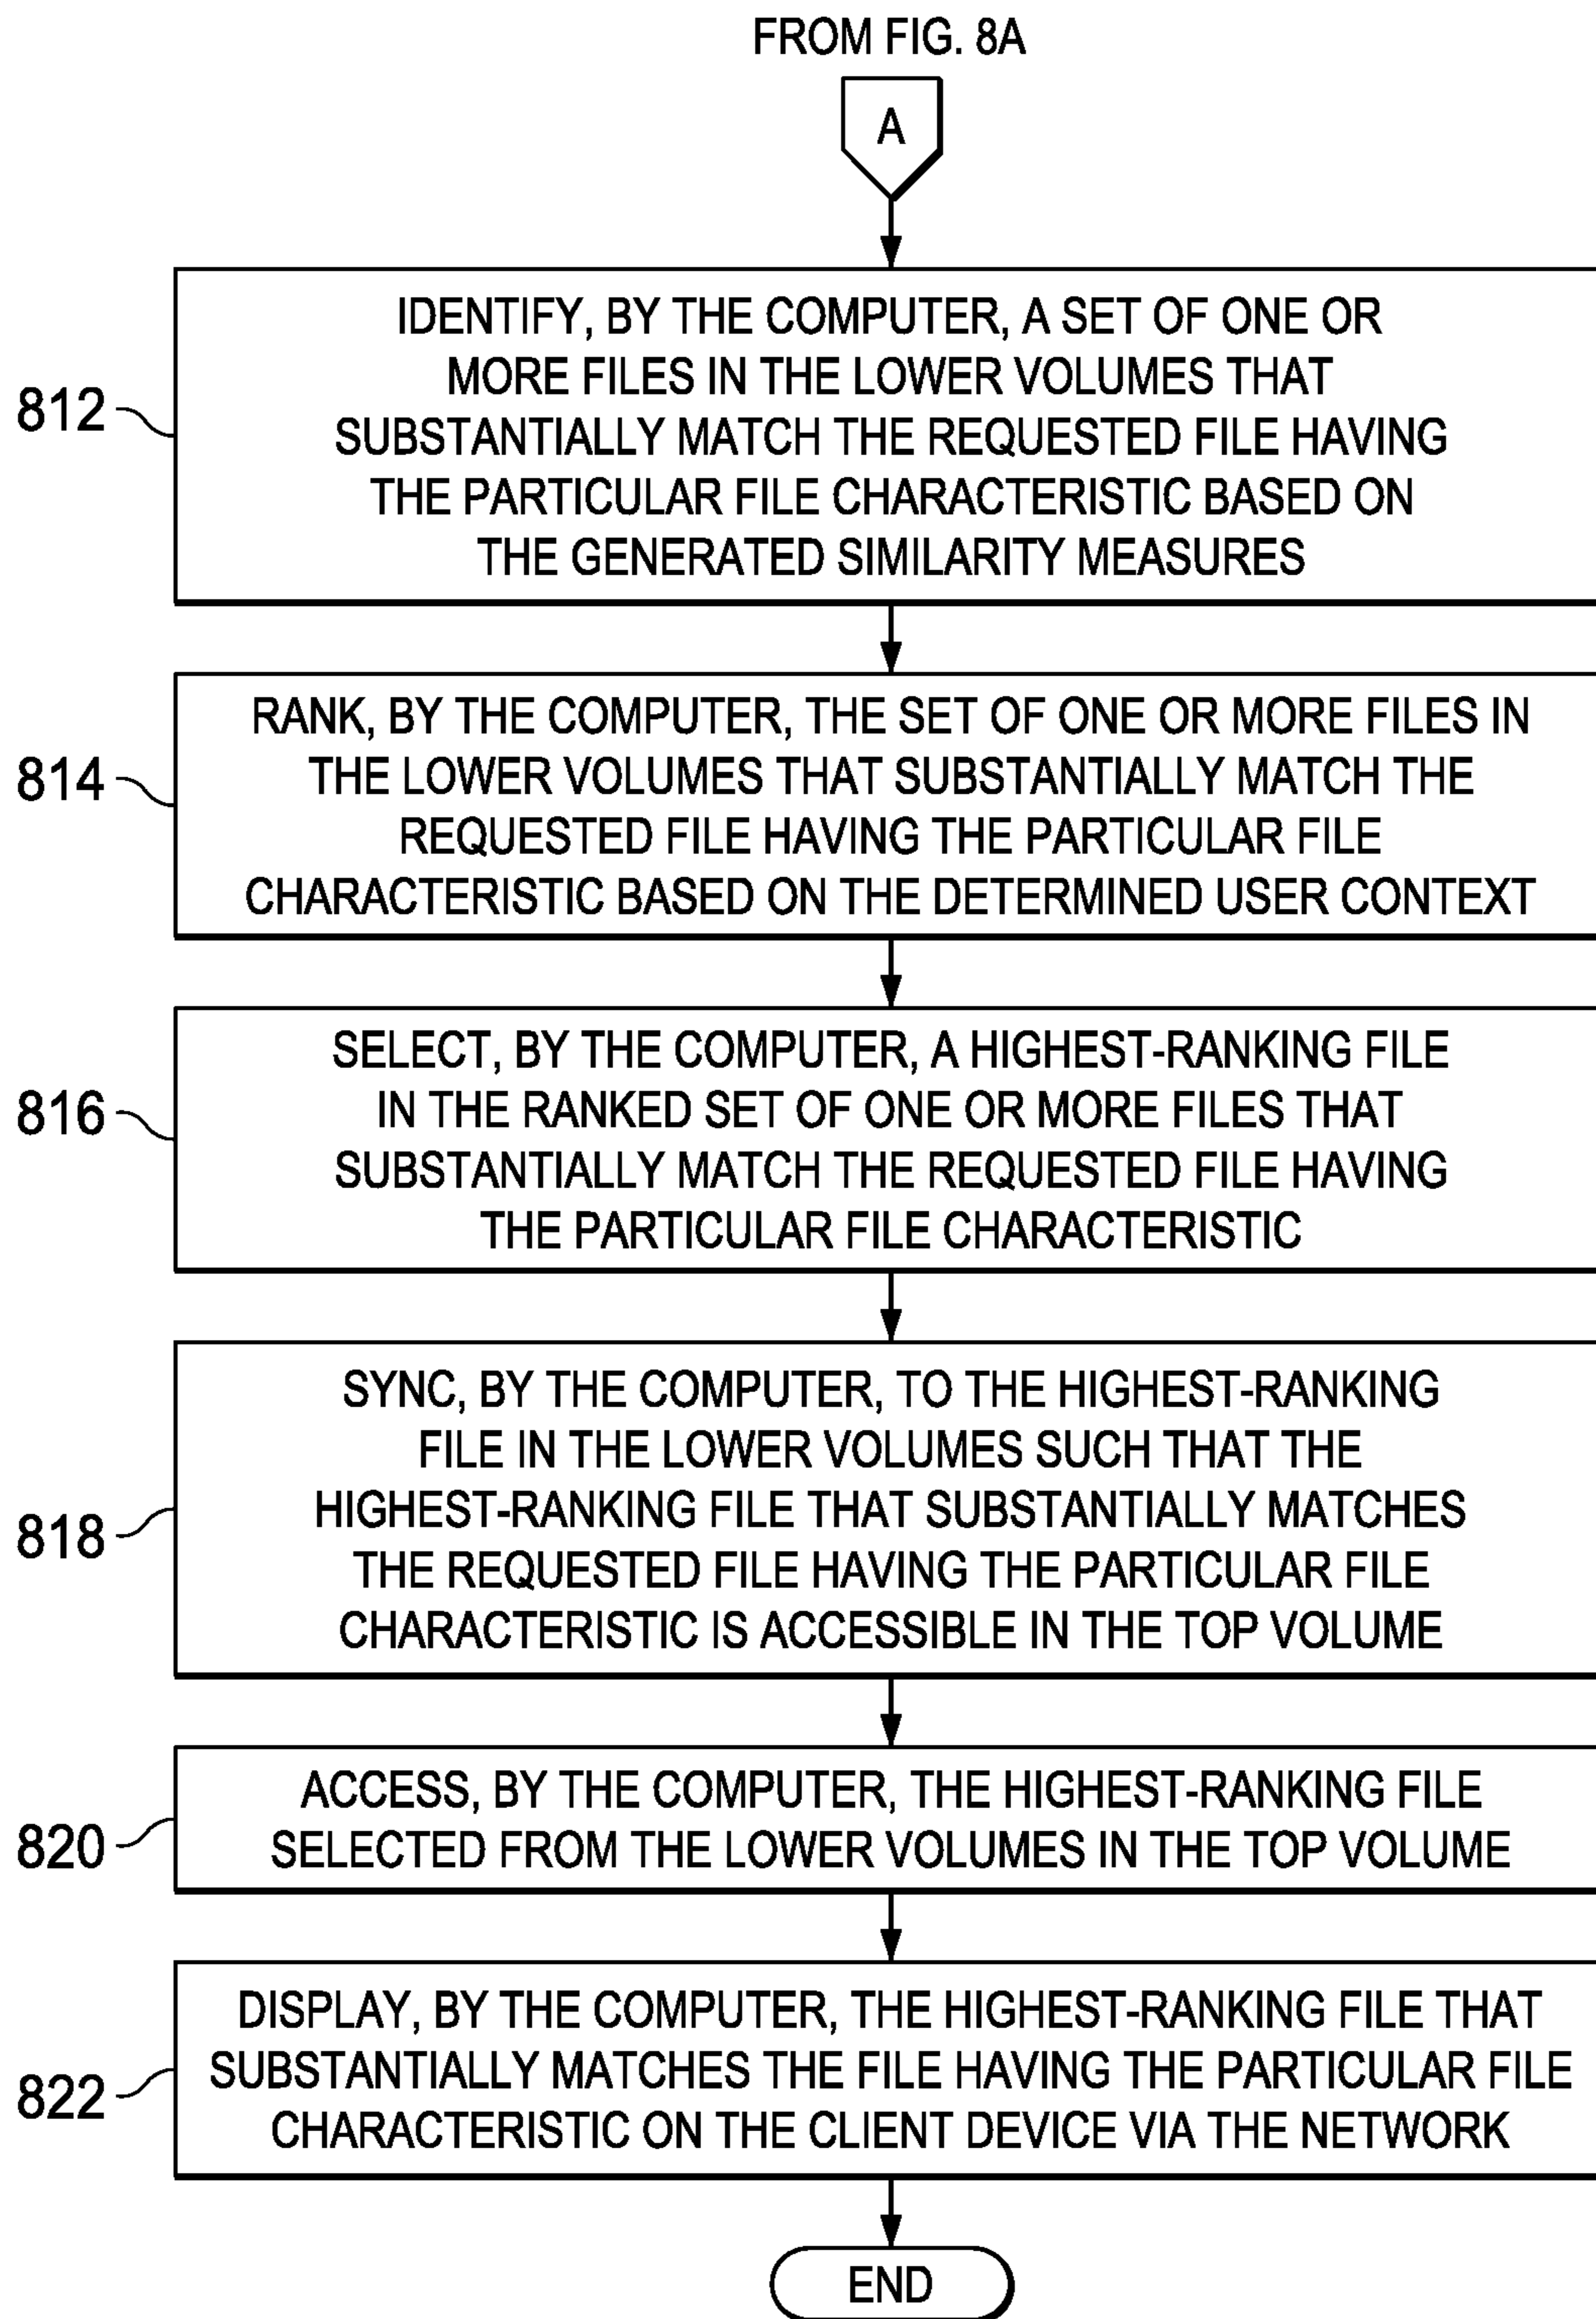 FROM FIG. 8A
A
812
IDENTIFY, BY THE COMPUTER, A SET OF ONE OR
MORE FILES IN THE LOWER VOLUMES THAT
SUBSTANTIALLY MATCH THE REQUESTED FILE HAVING
THE PARTICULAR FILE CHARACTERISTIC BASED ON
THE GENERATED SIMILARITY MEASURES
814
RANK, BY THE COMPUTER, THE SET OF ONE OR MORE FILES IN
THE LOWER VOLUMES THAT SUBSTANTIALLY MATCH THE
REQUESTED FILE HAVING THE PARTICULAR FILE
CHARACTERISTIC BASED ON THE DETERMINED USER CONTEXT
816
SELECT, BY THE COMPUTER, A HIGHEST-RANKING FILE
IN THE RANKED SET OF ONE OR MORE FILES THAT
SUBSTANTIALLY MATCH THE REQUESTED FILE HAVING
THE PARTICULAR FILE CHARACTERISTIC
818
SYNC, BY THE COMPUTER, TO THE HIGHEST-RANKING
FILE IN THE LOWER VOLUMES SUCH THAT THE
HIGHEST-RANKING FILE THAT SUBSTANTIALLY MATCHES
THE REQUESTED FILE HAVING THE PARTICULAR FILE
CHARACTERISTIC IS ACCESSIBLE IN THE TOP VOLUME
820
ACCESS, BY THE COMPUTER, THE HIGHEST-RANKING FILE
SELECTED FROM THE LOWER VOLUMES IN THE TOP VOLUME
822
DISPLAY, BY THE COMPUTER, THE HIGHEST-RANKING FILE THAT
SUBSTANTIALLY MATCHES THE FILE HAVING THE PARTICULAR FILE
CHARACTERISTIC ON THE CLIENT DEVICE VIA THE NETWORK
END